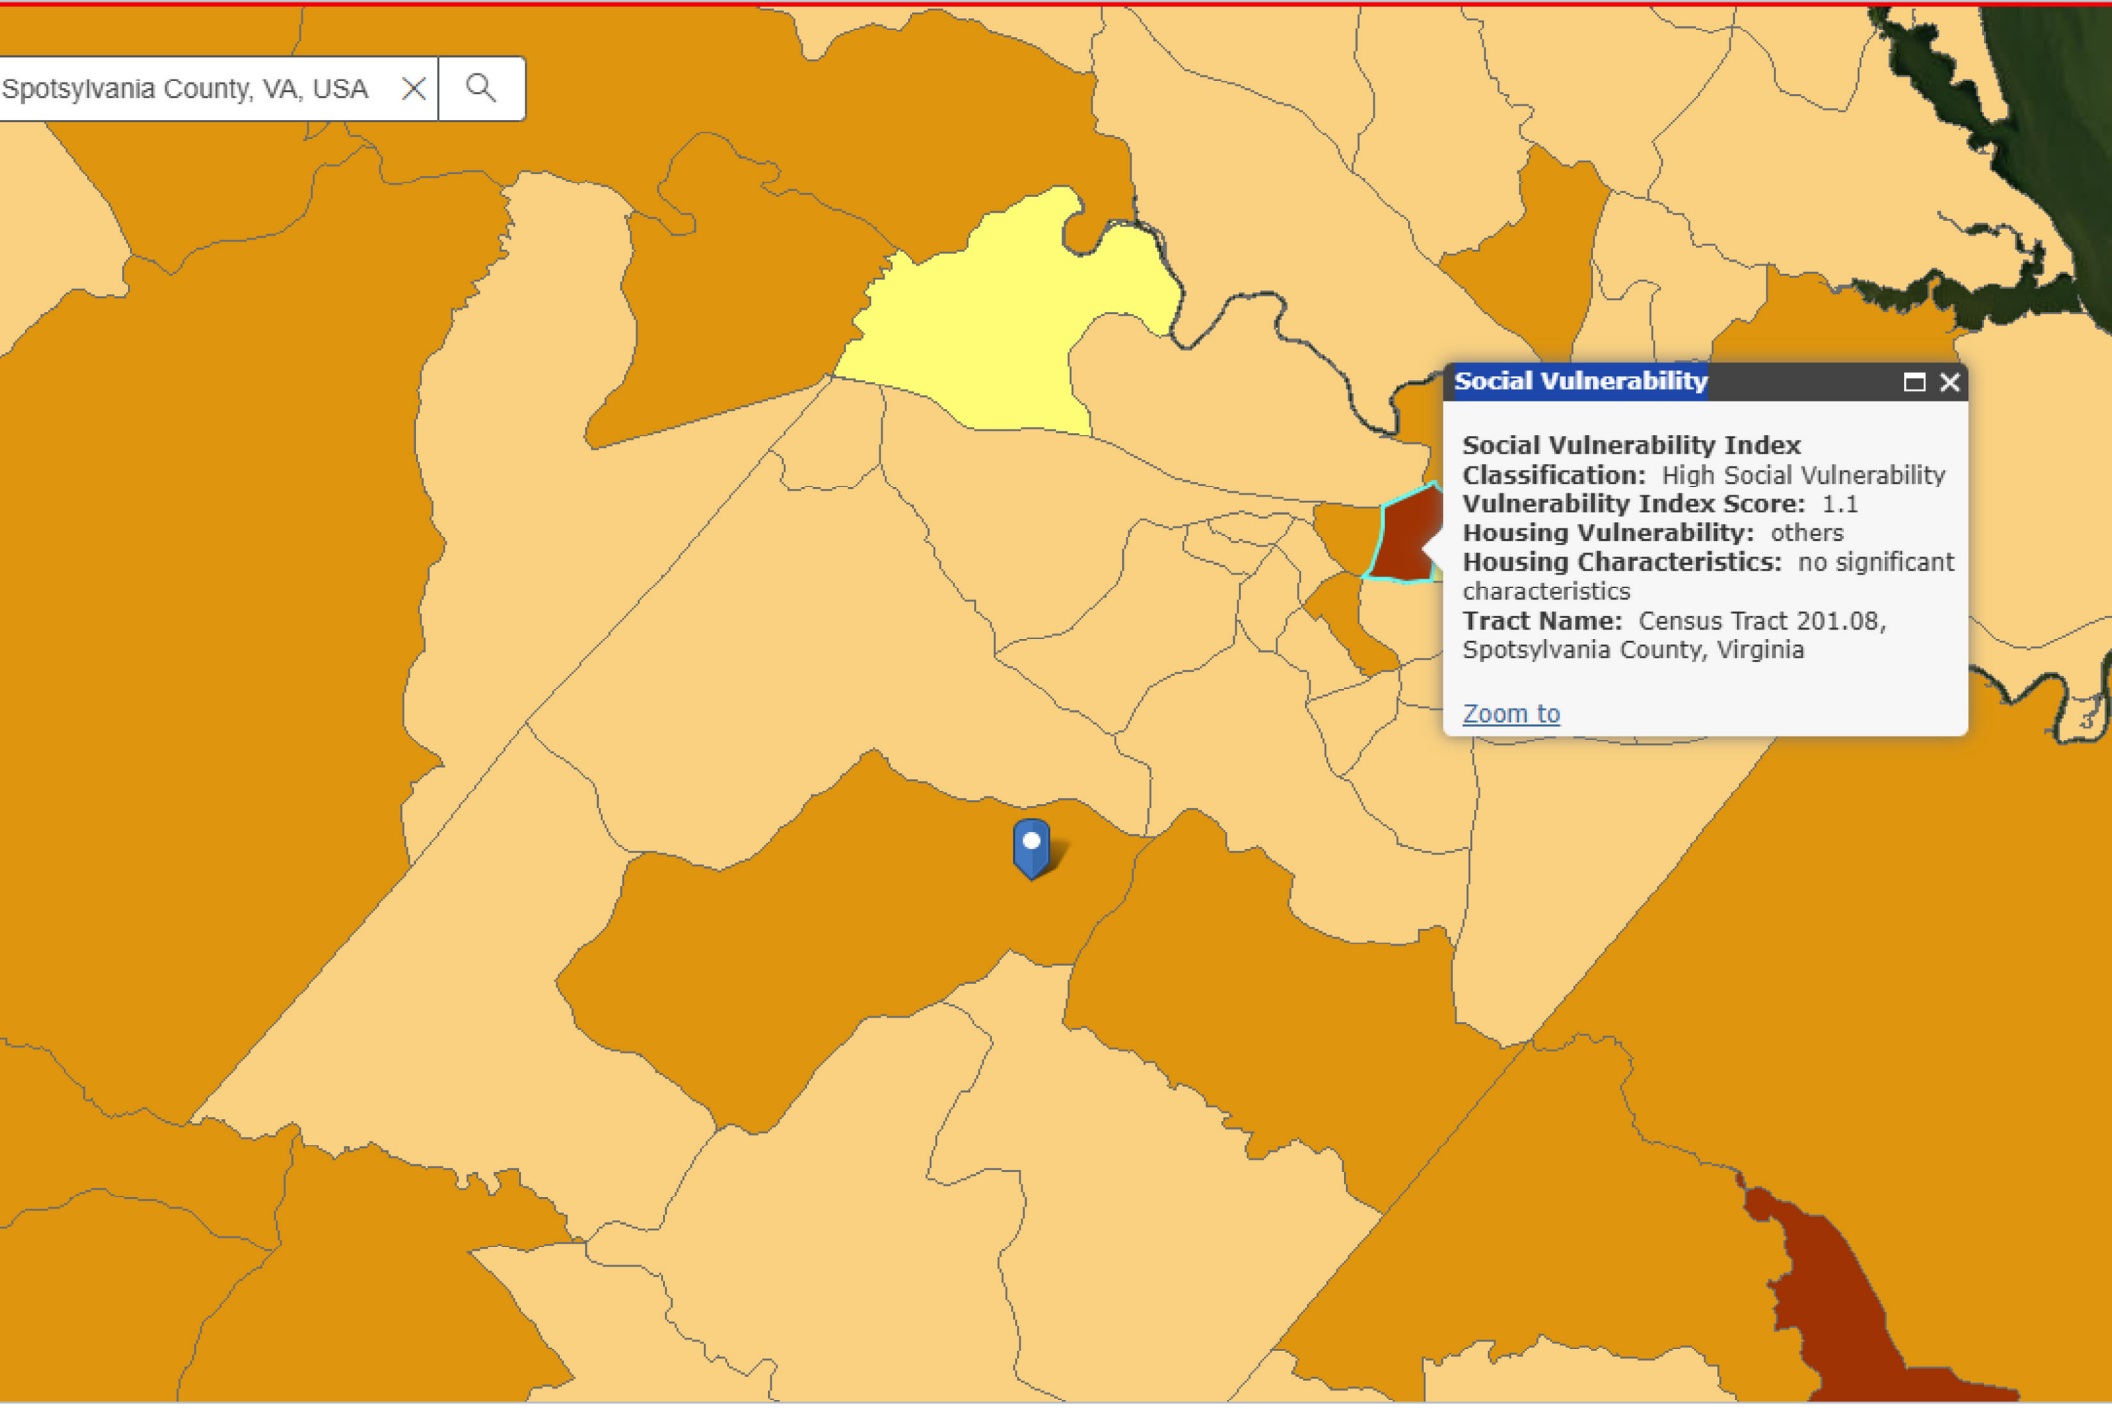 Spotsylvania County, VA, USA
Social Vulnerability
Social Vulnerability Index
Classification: High Social Vulnerability
Vulnerability Index Score: 1.1
Housing Vulnerability: others
Housing Characteristics: no significant
characteristics
Tract Name: Census Tract 201.08,
Spotsylvania County, Virginia
Zoom to